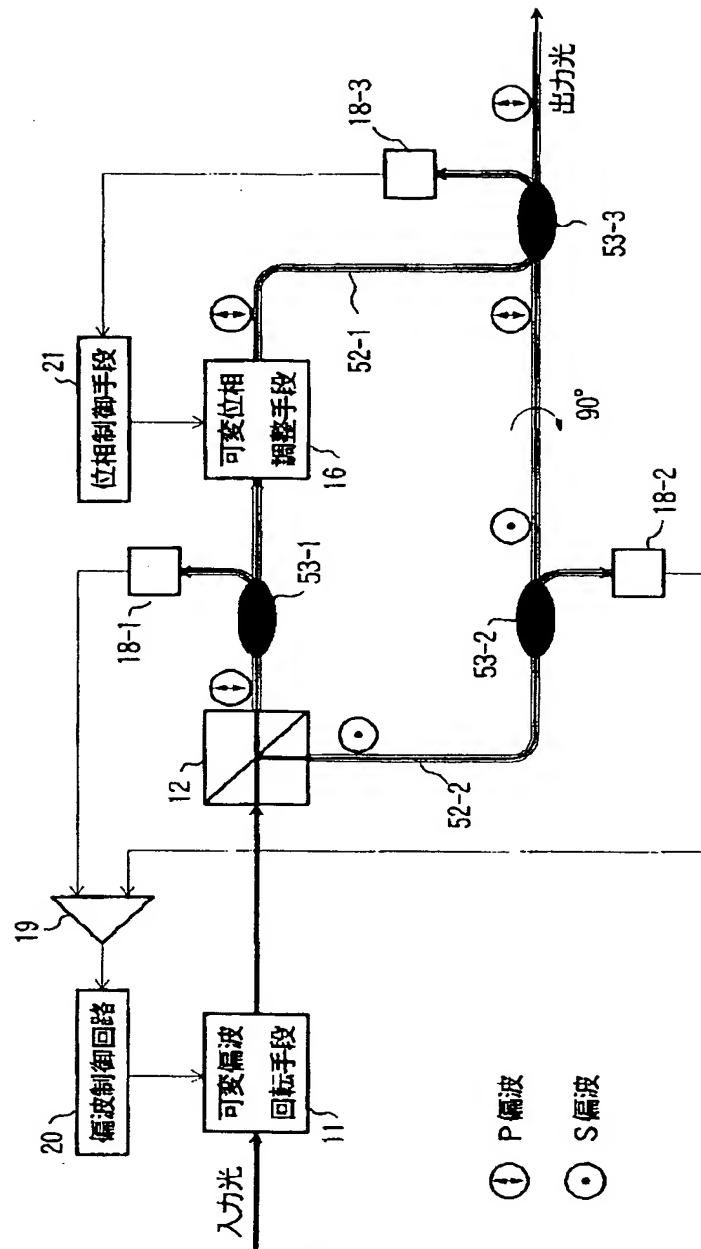 20
偏波制御回路
19
入力光
可変偏波
回転手段
11
12
18-1
53-1
52-2
21
位相制御手段
可変位相
調整手段
16
52-1
18-3
53-3
出力光
90°
53-2
18-2
P偏波
S偏波